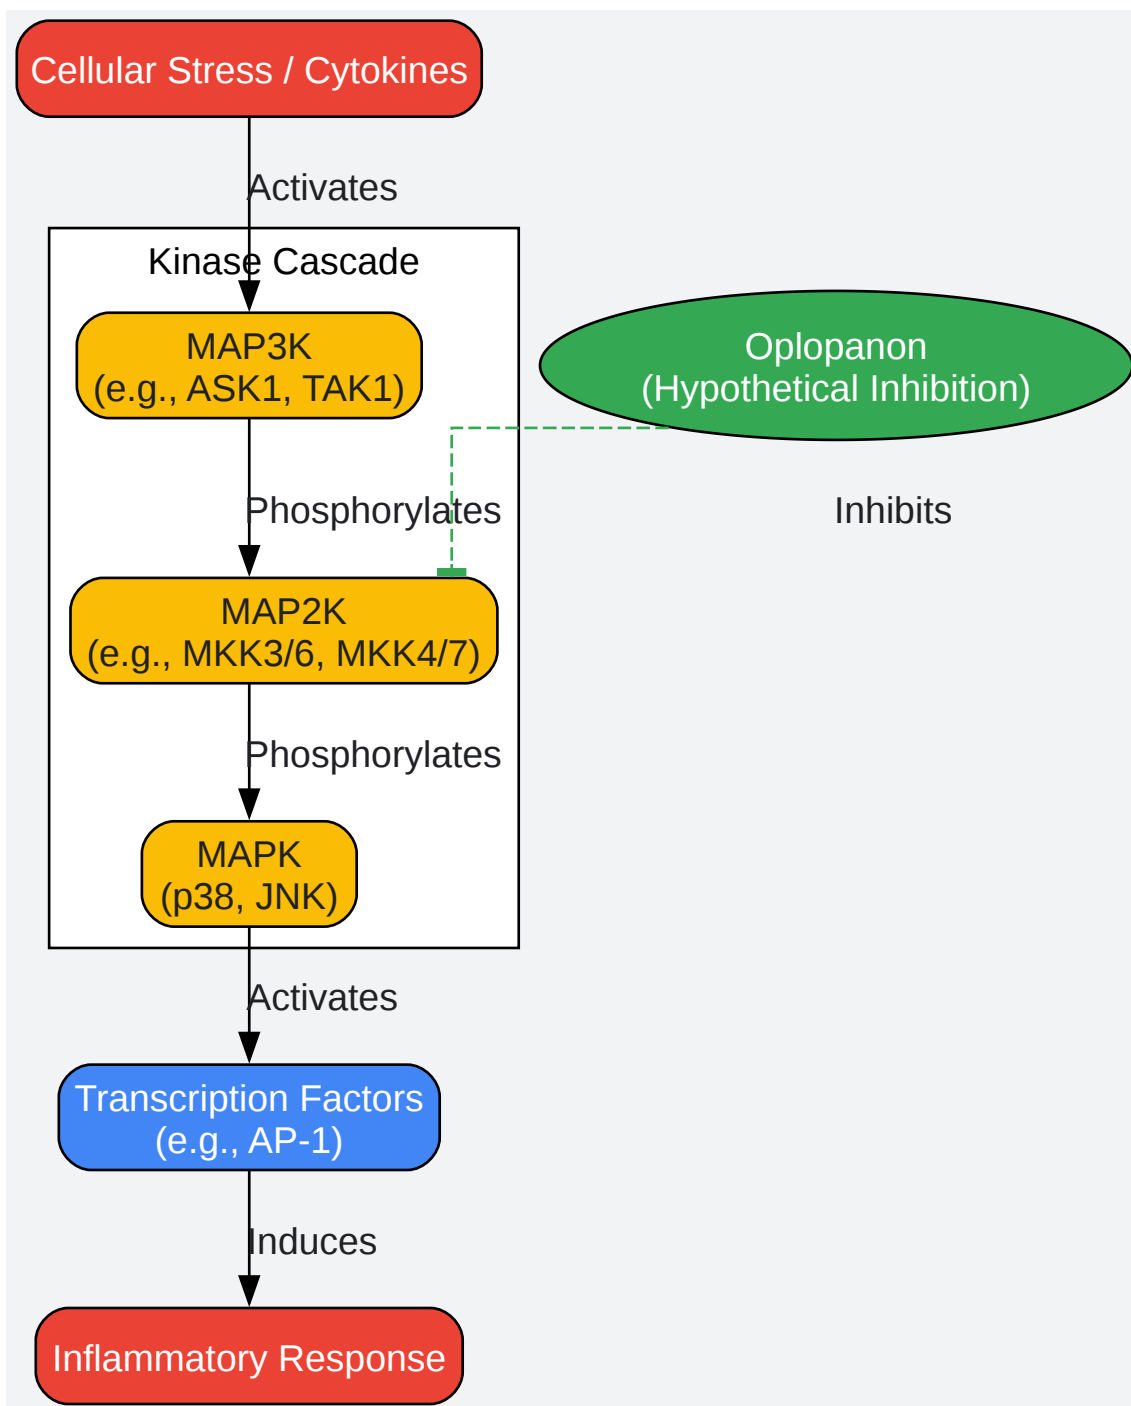 Cellular Stress / Cytokines
Activates
Kinase Cascade
MAP3K
(e.g., ASK1, TAK1)
Oplopanon
(Hypothetical Inhibition)
Phosphorylates
Inhibits
MAP2K
(e.g., MKK3/6, MKK4/7)
Phosphorylates
MAPK
(p38, JNK)
Activates
Transcription Factors
(e.g., AP-1)
Induces
Inflammatory Response